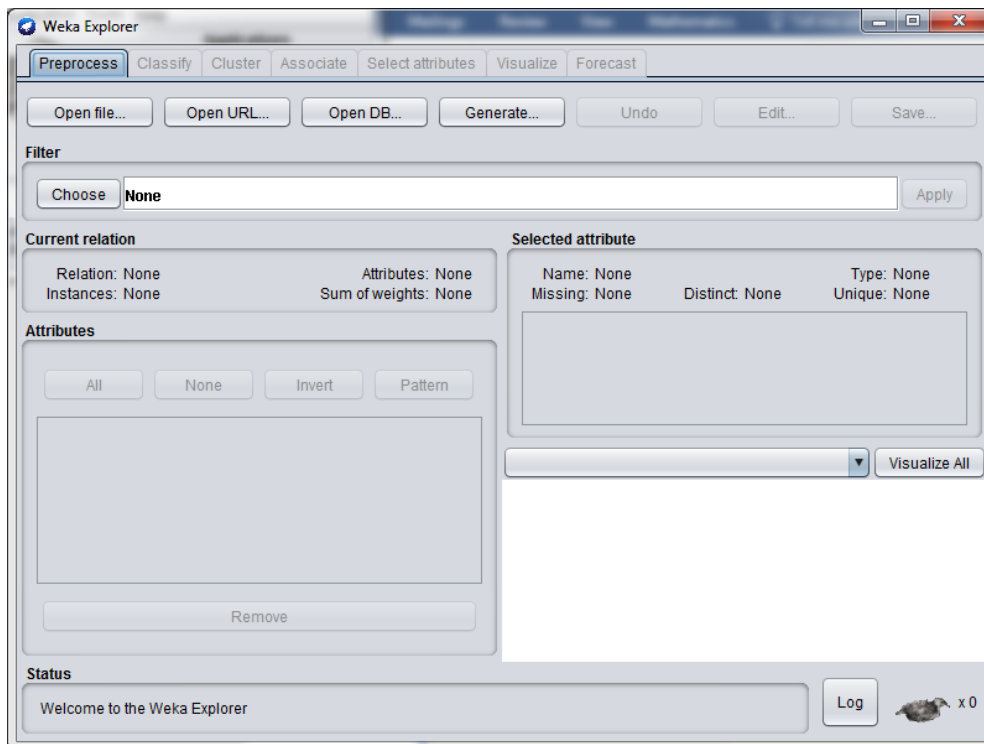 Weka Explorer
Preprocess Classify Cluster Associate Select attributes Visualize Forecast
Open file... Open URL... Open DB... Generate... Undo Edit... Save...
Filter
Choose None Apply
Current relation
Relation: None Attributes: None
Instances: None Sum of weights: None
Selected attribute
Name: None Type: None
Missing: None Distinct: None Unique: None
Attributes
All None Invert Pattern
Remove
Visualize All
Status
Welcome to the Weka Explorer
Log x 0